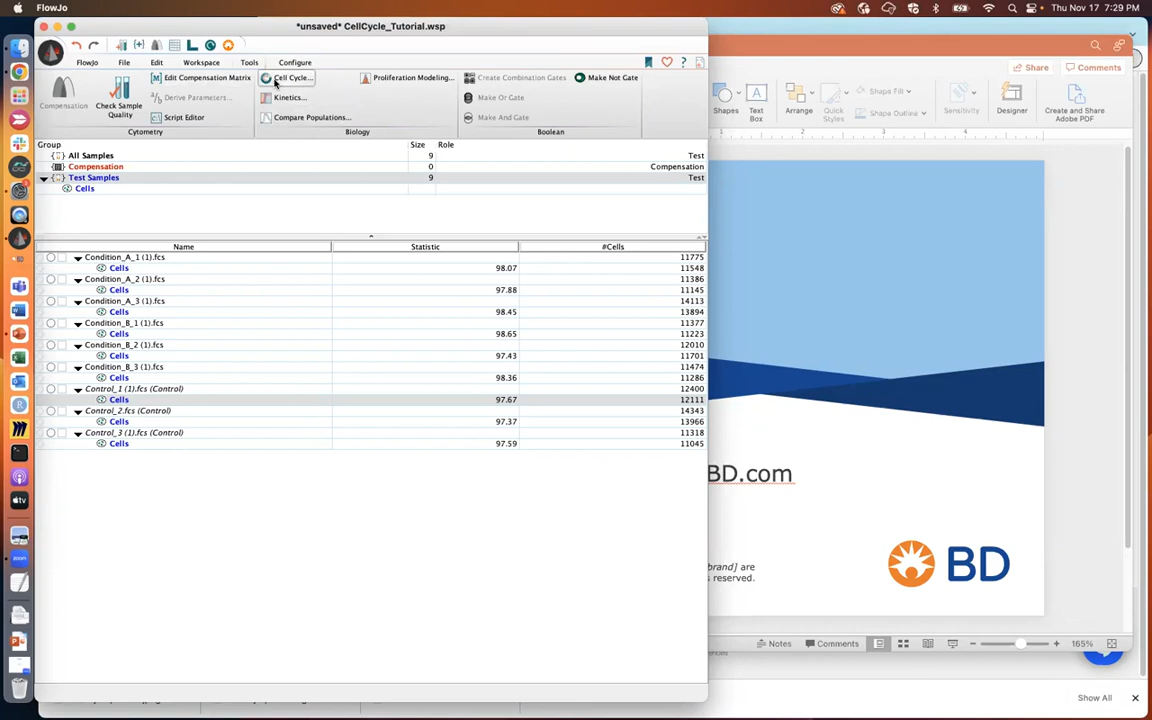 FlowJo
Thu Nov 17 7:29 PM
*unsaved* CellCycle_Tutorial.wsp
FlowJo File Edit Workspace Tools Configure
Compensation
Check Sample Quality
Edit Compensation Matrix
Derive Parameters...
Script Editor
Cytometry
Cell Cycle...
Kinetics...
Compare Populations...
Proliferation Modeling...
Biology
Create Combination Gates
Make Or Gate
Make And Gate
Make Not Gate
Boolean
Group Size Role
All Samples 9 Test
Compensation 0 Compensation
Test Samples 9 Test
Cells
Name Statistic #Cells
Condition_A_1 (1).fcs 11775
Cells 98.07 11548
Condition_A_2 (1).fcs 11386
Cells 97.88 11145
Condition_A_3 (1).fcs 14113
Cells 98.45 13894
Condition_B_1 (1).fcs 11377
Cells 98.65 11223
Condition_B_2 (1).fcs 12010
Cells 97.43 11701
Condition_B_3 (1).fcs 11474
Cells 98.36 11286
Control_1 (1).fcs (Control) 12400
Cells 97.67 12111
Control_2.fcs (Control) 14343
Cells 97.37 13966
Control_3 (1).fcs (Control) 11318
Cells 97.59 11045
Share Comments
Shapes
Text Box
Arrange
Quick Styles
Shape Fill
Shape Outline
Sensitivity
Designer
Create and Share Adobe PDF
1 2 3 4
BD.com
brand] are
s reserved.
BD
Notes Comments 165%
Show All
zoom
tv